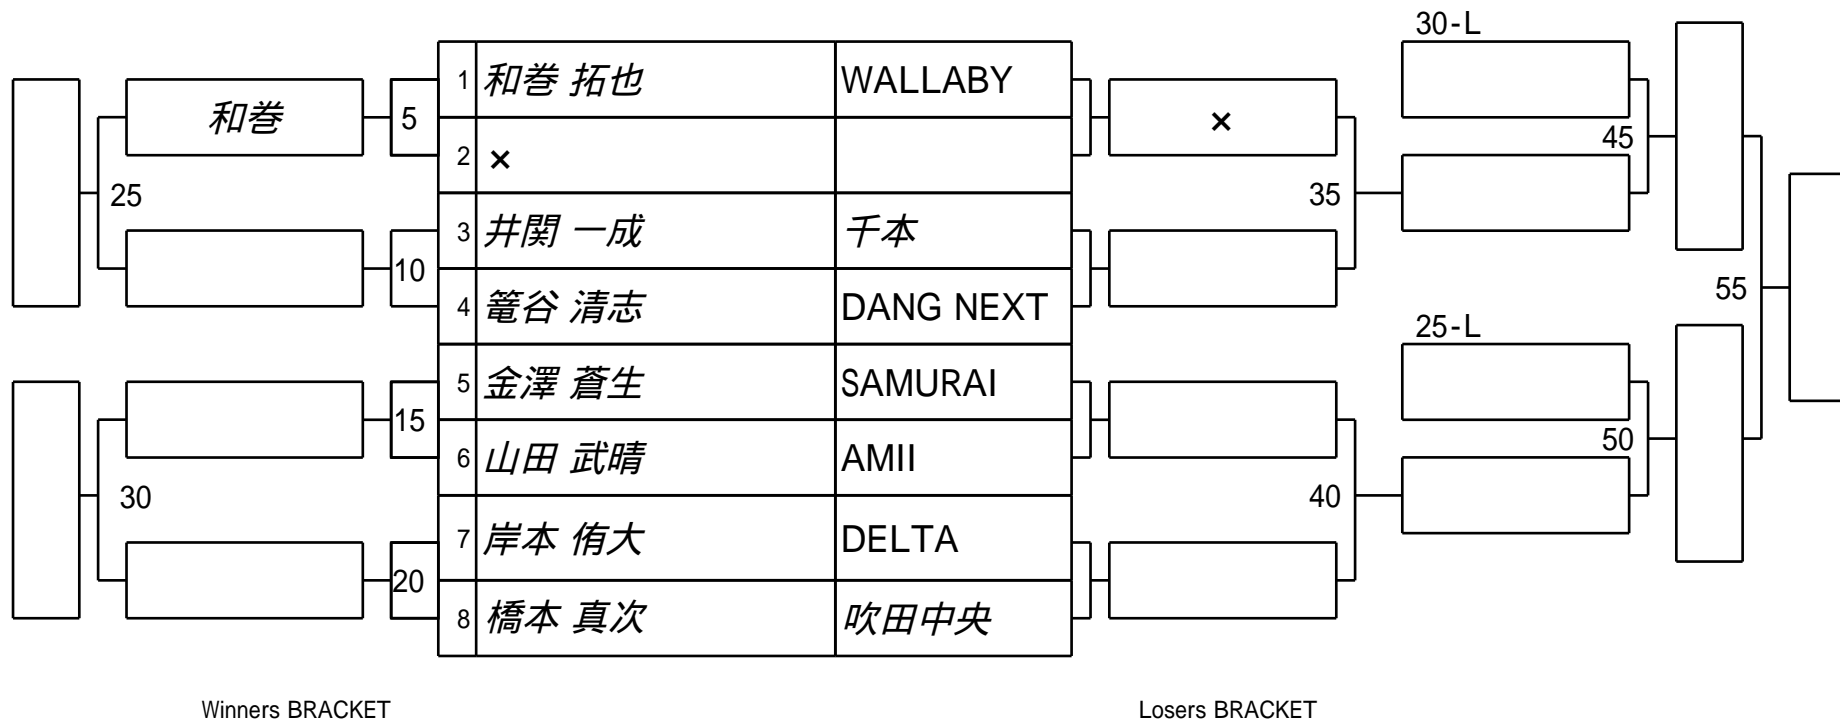 30-L
1 和巻 拓也 WALLABY
和巻 5 × 45
2 ×
25 35
3 井関 一成 千本
10
4 篭谷 清志 DANG NEXT 55
25-L
5 金澤 蒼生 SAMURAI
15 50
6 山田 武晴 AMII
30 40
7 岸本 侑大 DELTA
20
8 橋本 真次 吹田中央
Winners BRACKET Losers BRACKET